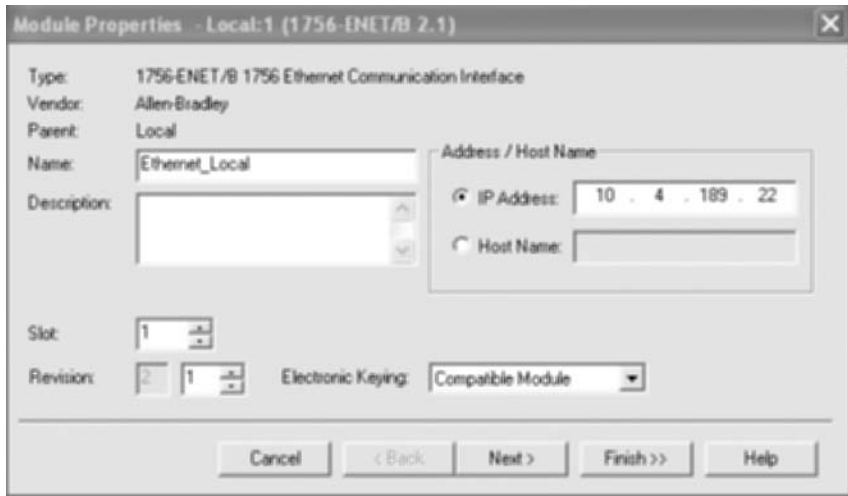 Module Properties - Local:1 (1756-ENET/B 2.1)
Type: 1756-ENET/B 1756 Ethernet Communication Interface
Vendor: Allen-Bradley
Parent: Local
Name: Ethernet_Local
Description:
Address / Host Name
IP Address: 10 . 4 . 189 . 22
Host Name:
Slot: 1
Revision: 2 1 Electronic Keying: Compatible Module
Cancel < Back Next > Finish >> Help